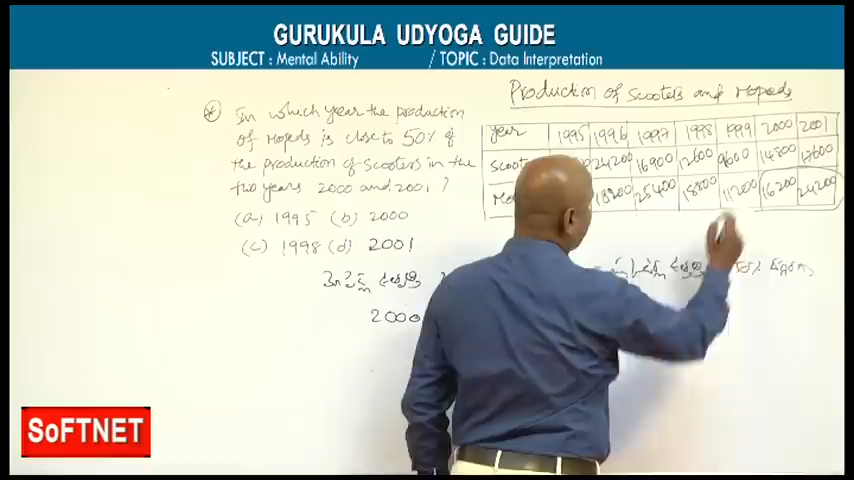 GURUKULA UDYOGA GUIDE
SUBJECT : Mental Ability / TOPIC : Data Interpretation
Production of Scooters and Mopeds
In which year the production
of Mopeds is close to 50% of
the production of scooters in the
two years 2000 and 2001 ?
(a) 1995 (b) 2000
(c) 1998 (d) 2001
year 1995 1996 1997 1998 1999 2000 2001
Scoot 24200 16900 12600 9600 14800 17600
Mo 18200 25400 18800 11200 16200 24200
2000
SoFTNET